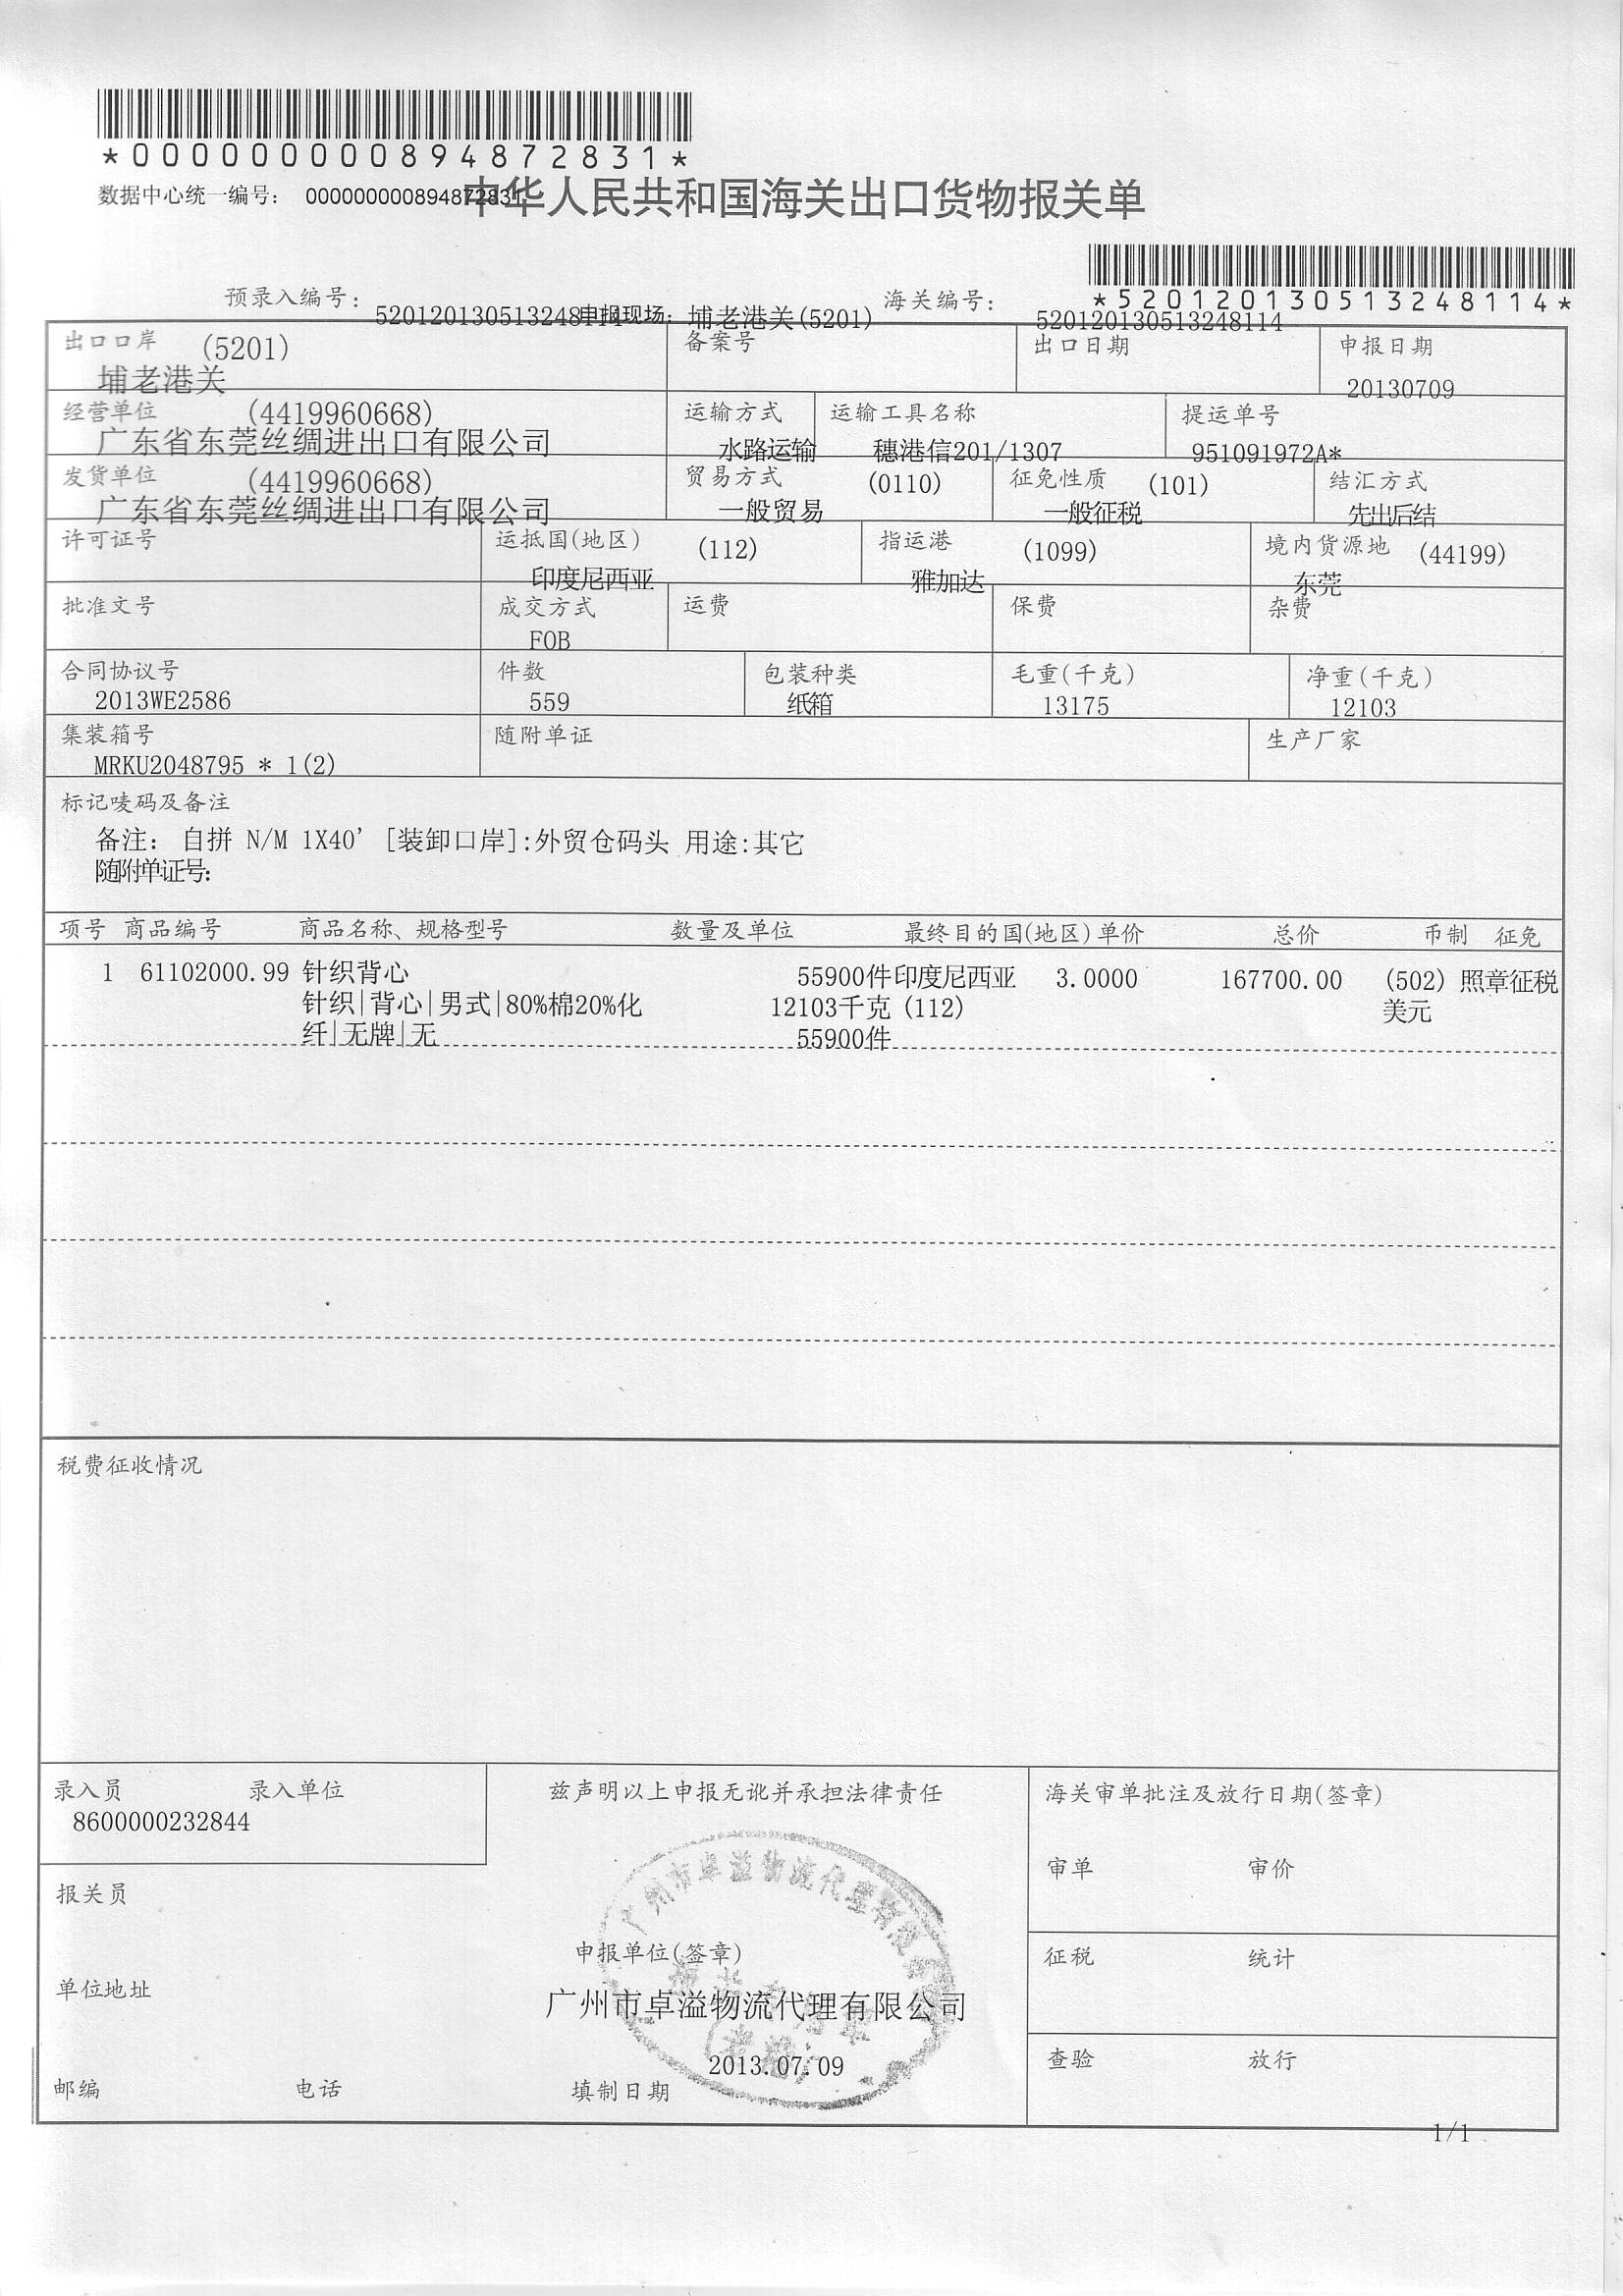 *000000000894872831*
数据中心统一编号: 000000000894872831
中华人民共和国海关出口货物报关单
预录入编号: 520120130513248114 申报现场: 埔老港关(5201) 海关编号: *520120130513248114*
520120130513248114
出口口岸 (5201) 备案号 出口日期 申报日期
埔老港关 20130709
经营单位 (4419960668) 运输方式 运输工具名称 提运单号
广东省东莞丝绸进出口有限公司 水路运输 穗港信201/1307 951091972A*
发货单位 (4419960668) 贸易方式 (0110) 征免性质 (101) 结汇方式
广东省东莞丝绸进出口有限公司 一般贸易 一般征税 先出后结
许可证号 运抵国(地区) (112) 指运港 (1099) 境内货源地 (44199)
印度尼西亚 雅加达 东莞
批准文号 成交方式 运费 保费 杂费
FOB
合同协议号 件数 包装种类 毛重(千克) 净重(千克)
2013WE2586 559 纸箱 13175 12103
集装箱号 随附单证 生产厂家
MRKU2048795 * 1(2)
标记唛码及备注
备注: 自拼 N/M 1X40' [装卸口岸]:外贸仓码头 用途:其它
随附单证号:
项号 商品编号 商品名称、规格型号 数量及单位 最终目的国(地区) 单价 总价 币制 征免
1 61102000.99 针织背心 55900件 印度尼西亚 3.0000 167700.00 (502) 照章征税
针织|背心|男式|80%棉20%化 12103千克 (112) 美元
纤|无牌|无 55900件
税费征收情况
录入员 录入单位 兹声明以上申报无讹并承担法律责任 海关审单批注及放行日期(签章)
8600000232844
审单 审价
报关员
广州市卓溢物流代理有限公司
申报单位(签章) 征税 统计
单位地址
广州市卓溢物流代理有限公司
查验 放行
2013.07.09
邮编 电话 填制日期
1/1